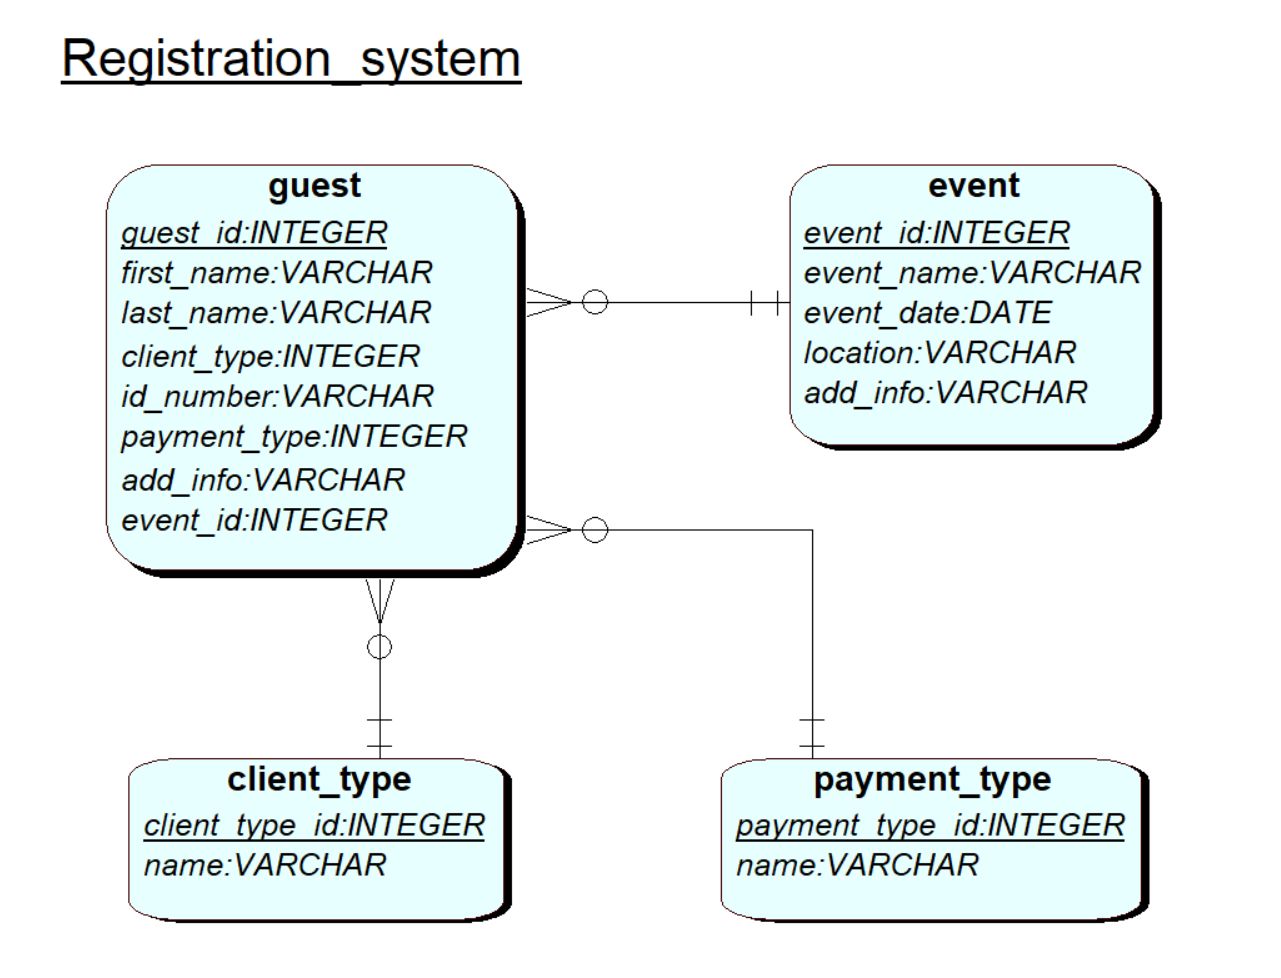 Registration_system
guest
guest_id:INTEGER
first_name:VARCHAR
last_name:VARCHAR
client_type:INTEGER
id_number:VARCHAR
payment_type:INTEGER
add_info:VARCHAR
event_id:INTEGER
event
event_id:INTEGER
event_name:VARCHAR
event_date:DATE
location:VARCHAR
add_info:VARCHAR
client_type
client_type_id:INTEGER
name:VARCHAR
payment_type
payment_type_id:INTEGER
name:VARCHAR